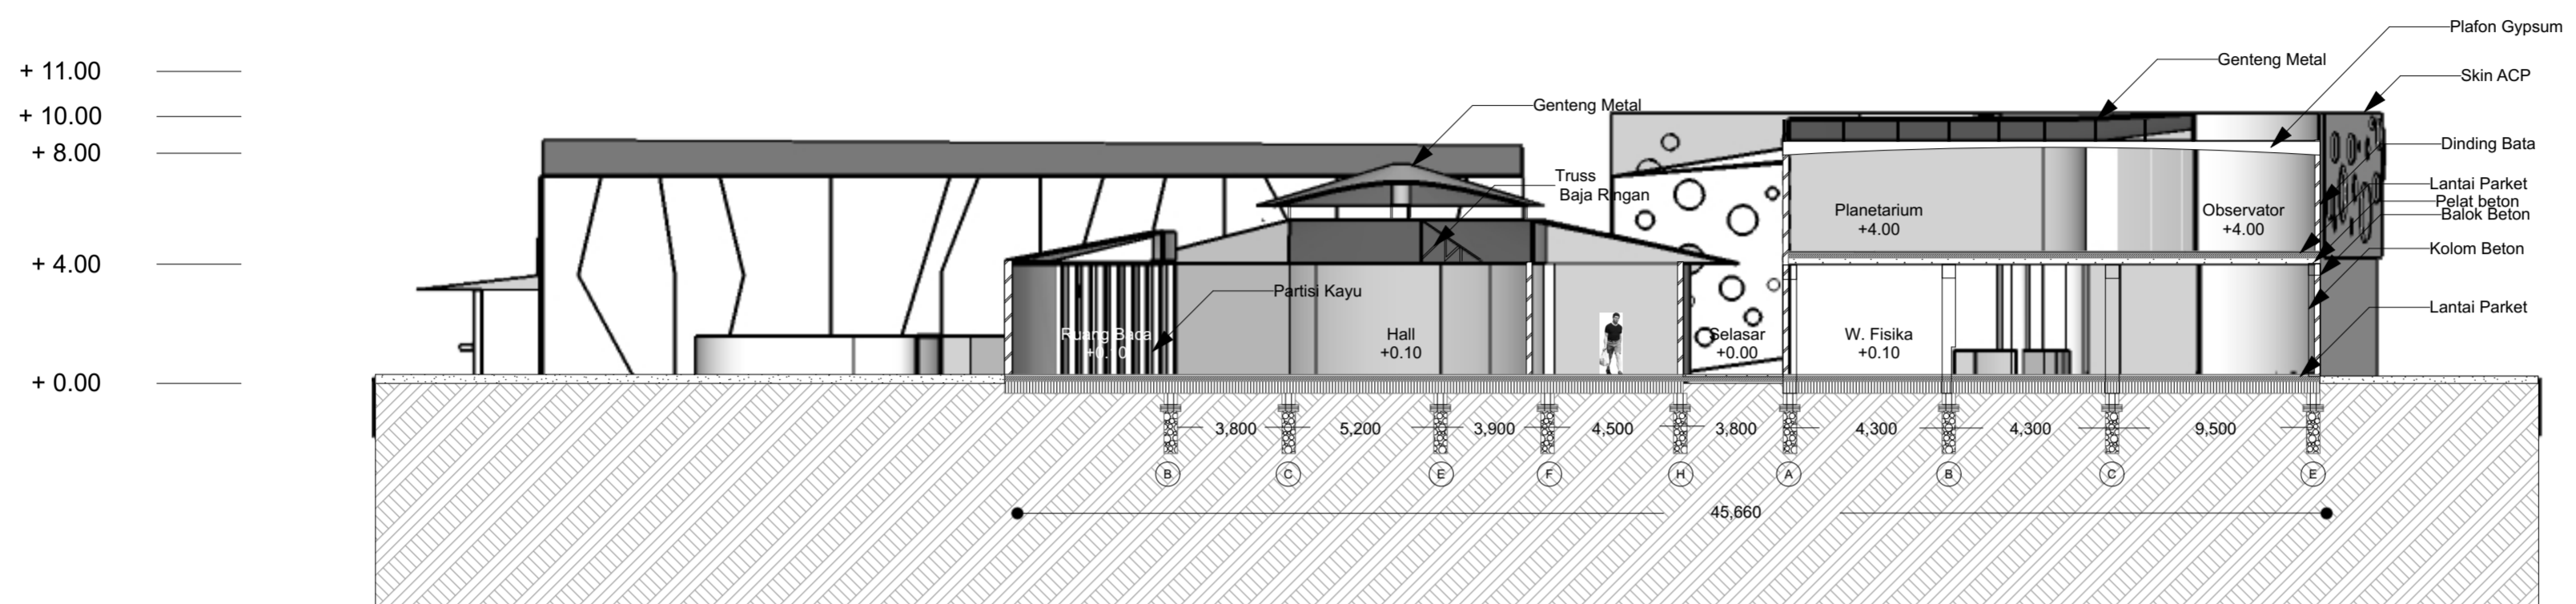 Plafon Gypsum
Genteng Metal
+ 11.00
Skin ACP
Genteng Metal
+ 10.00
Dinding Bata
+ 8.00
Truss
Baja Ringan
Lantai Parket
Pelat beton
Balok Beton
Planetarium
+4.00
Observator
+4.00
Kolom Beton
+ 4.00
Partisi Kayu
Lantai Parket
Ruang Baca
+0.10
Hall
+0.10
Selasar
+0.00
W. Fisika
+0.10
+ 0.00
3,800
5,200
3,900
4,500
3,800
4,300
4,300
9,500
B
C
E
F
H
A
B
C
E
45,660